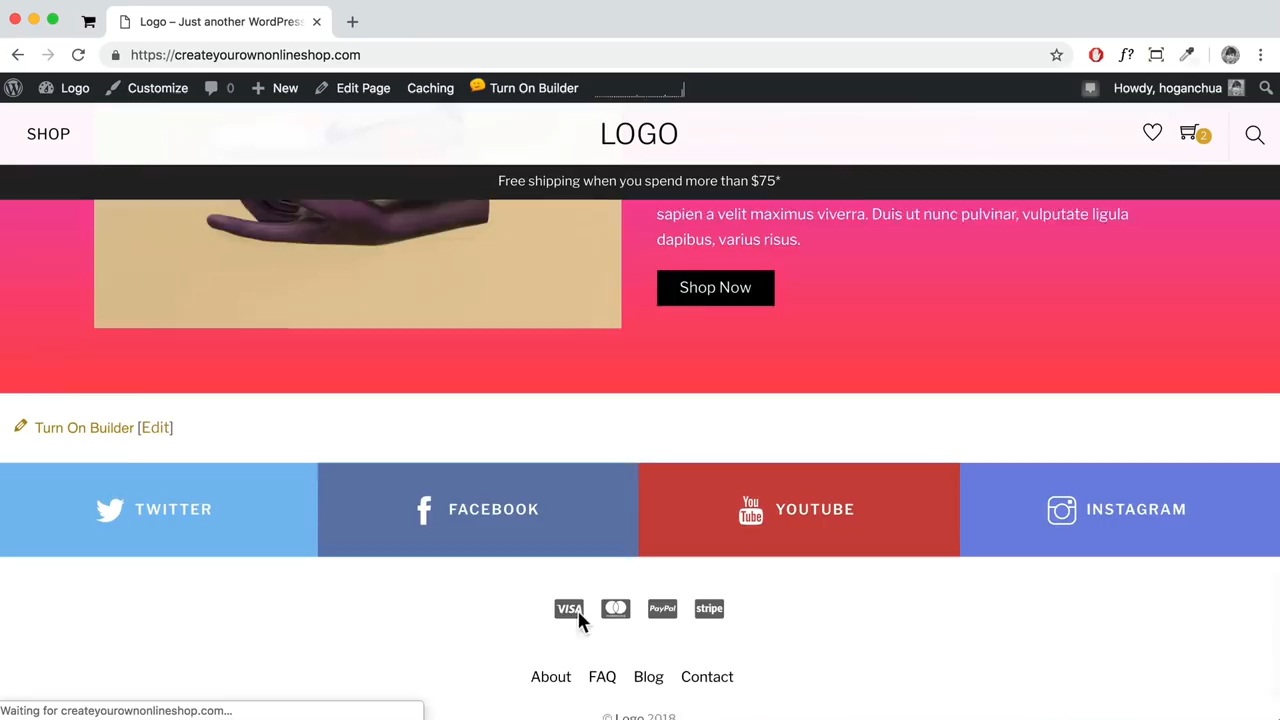 Logo – Just another WordPress
https://createyourownonlineshop.com
f?
Logo Customize 0 New Edit Page Caching Turn On Builder Howdy, hoganchua
SHOP LOGO 2
Free shipping when you spend more than $75*
sapien a velit maximus viverra. Duis ut nunc pulvinar, vulputate ligula
dapibus, varius risus.
Shop Now
Turn On Builder [Edit]
TWITTER FACEBOOK You Tube YOUTUBE INSTAGRAM
VISA PayPal stripe
About FAQ Blog Contact
Waiting for createyourownonlineshop.com...
© Logo 2018